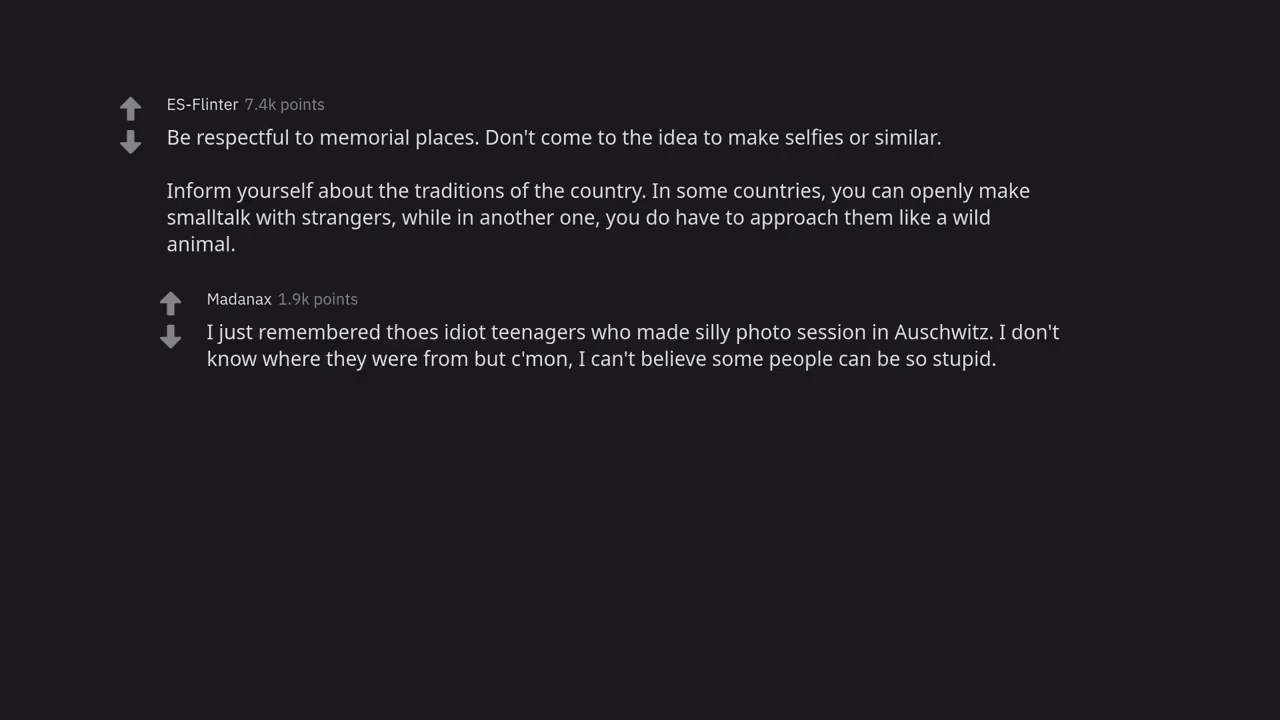 ES-Flinter 7.4k points
Be respectful to memorial places. Don't come to the idea to make selfies or similar.
Inform yourself about the traditions of the country. In some countries, you can openly make
smalltalk with strangers, while in another one, you do have to approach them like a wild
animal.
Madanax 1.9k points
I just remembered thoes idiot teenagers who made silly photo session in Auschwitz. I don't
know where they were from but c'mon, I can't believe some people can be so stupid.